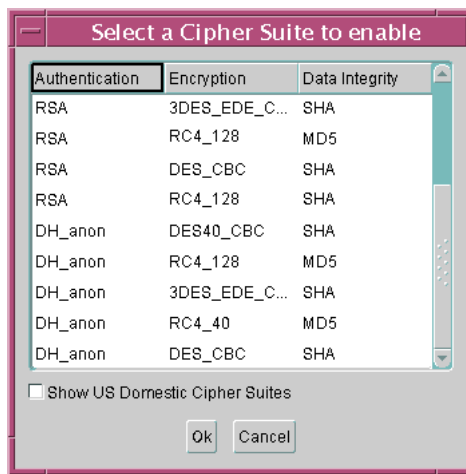 Select a Cipher Suite to enable
Authentication Encryption Data Integrity
RSA 3DES_EDE_C... SHA
RSA RC4_128 MD5
RSA DES_CBC SHA
RSA RC4_128 SHA
DH_anon DES40_CBC SHA
DH_anon RC4_128 MD5
DH_anon 3DES_EDE_C... SHA
DH_anon RC4_40 MD5
DH_anon DES_CBC SHA
Show US Domestic Cipher Suites
Ok Cancel